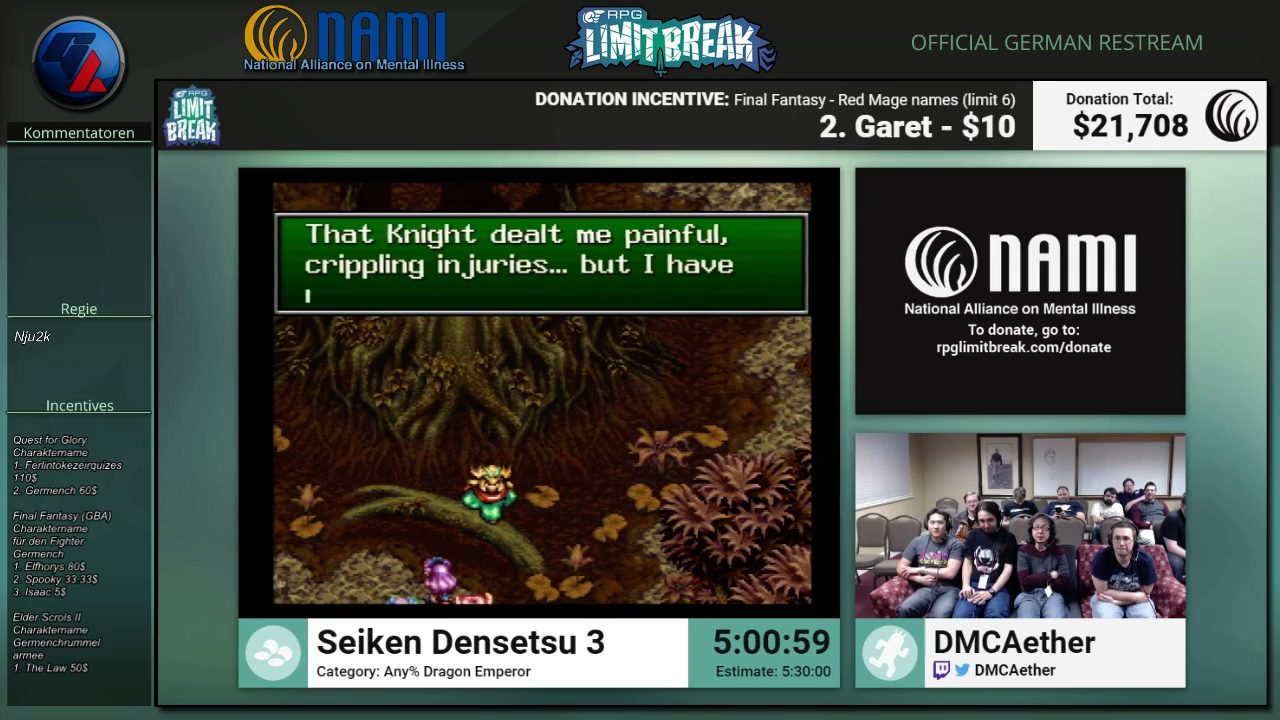 NAMI
National Alliance on Mental Illness
RPG
LIMIT BREAK
OFFICIAL GERMAN RESTREAM
Kommentatoren
RPG
LIMIT
BREAK
DONATION INCENTIVE: Final Fantasy - Red Mage names (limit 6)
2. Garet - $10
Donation Total:
$21,708
That Knight dealt me painful,
crippling injuries... but I have
NAMI
National Alliance on Mental Illness
To donate, go to:
rpglimitbreak.com/donate
Regie
Nju2k
Incentives
Quest for Glory
Charaktername
1. Ferlintokezeirquizes
110$
2. Germench 60$
Final Fantasy (GBA)
Charaktername
für den Fighter
Germench
1. Elfhorys 80$
2. Spooky 33.33$
3. Isaac 5$
Elder Scrolls II
Charaktername
Germenchrummel
armee
1. The Law 50$
Seiken Densetsu 3
Category: Any% Dragon Emperor
5:00:59
Estimate: 5:30:00
DMCAether
DMCAether